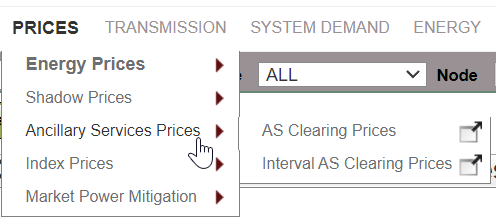 PRICES TRANSMISSION SYSTEM DEMAND ENERGY
Energy Prices
ALL Node
Shadow Prices
Ancillary Services Prices AS Clearing Prices
Index Prices Interval AS Clearing Prices
Market Power Mitigation